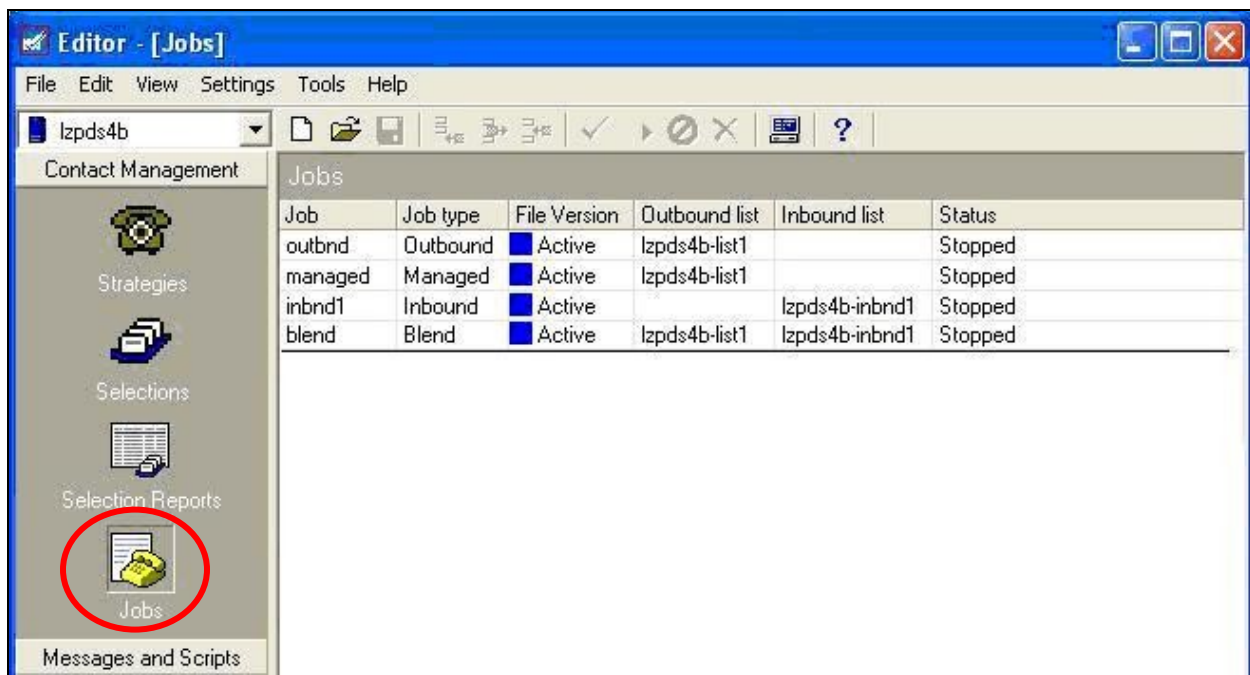 Editor - [Jobs]
File Edit View Settings Tools Help
lzpds4b ?
Contact Management
Jobs
Job Job type File Version Outbound list Inbound list Status
outbnd Outbound Active lzpds4b-list1 Stopped
managed Managed Active lzpds4b-list1 Stopped
inbnd1 Inbound Active lzpds4b-inbnd1 Stopped
blend Blend Active lzpds4b-list1 lzpds4b-inbnd1 Stopped
Strategies
Selections
Selection Reports
Jobs
Messages and Scripts